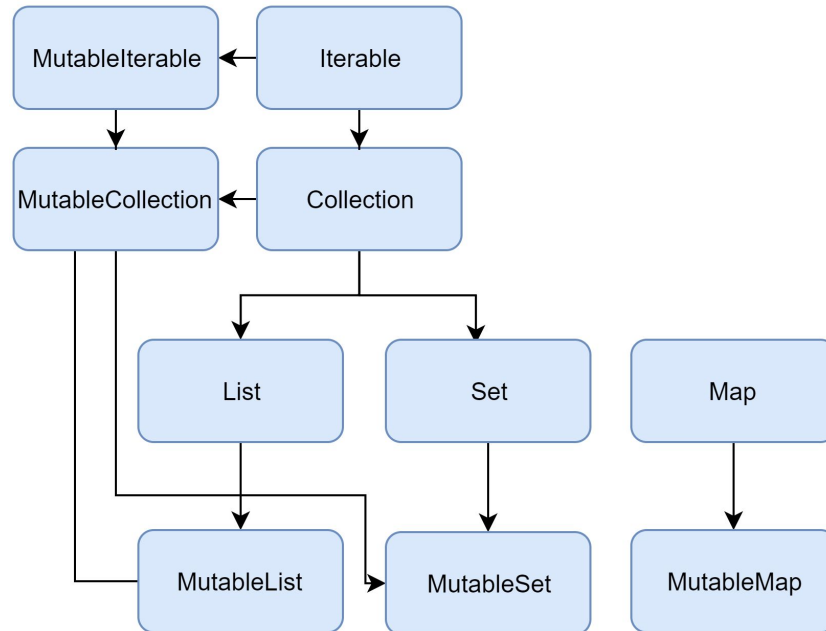 MutableIterable
Iterable
MutableCollection
Collection
List
Set
Map
MutableList
MutableSet
MutableMap